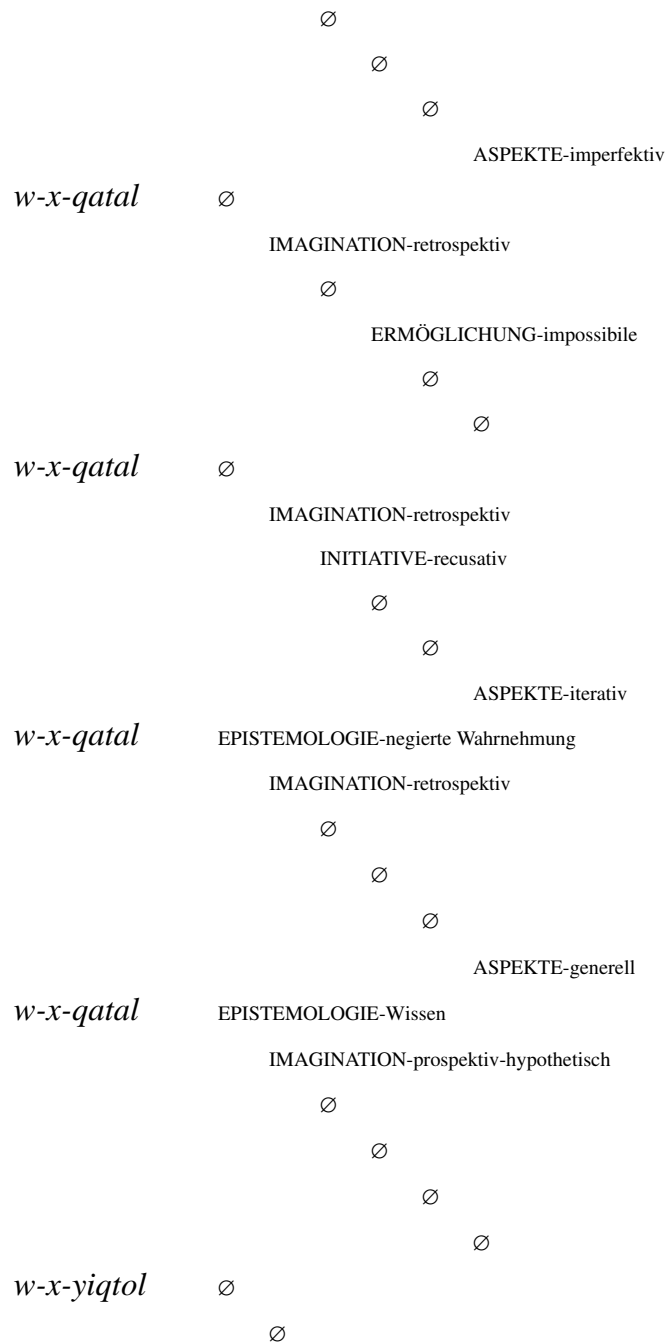 ∅
∅
∅
ASPEKTE-imperfektiv
w-x-qatal ∅
IMAGINATION-retrospektiv
∅
ERMÖGLICHUNG-impossibile
∅
∅
w-x-qatal ∅
IMAGINATION-retrospektiv
INITIATIVE-recusativ
∅
∅
ASPEKTE-iterativ
w-x-qatal EPISTEMOLOGIE-negierte Wahrnehmung
IMAGINATION-retrospektiv
∅
∅
∅
ASPEKTE-generell
w-x-qatal EPISTEMOLOGIE-Wissen
IMAGINATION-prospektiv-hypothetisch
∅
∅
∅
∅
w-x-yiqtol ∅
∅